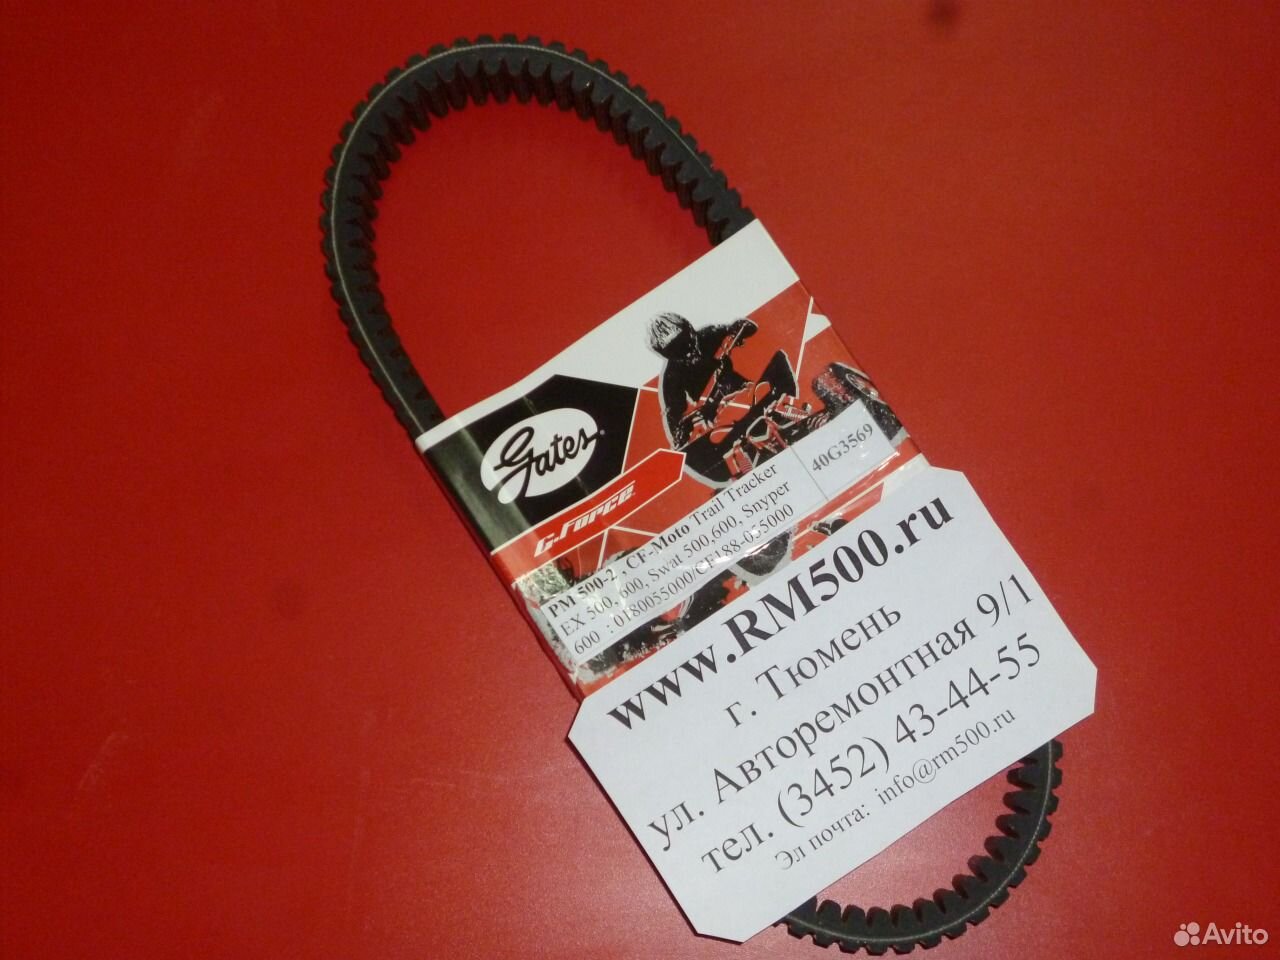 Gates
G.Force
40G3569
РМ 500-2 , CF-Moto Trail Tracker
EX 500, 600, Swat 500,600, Snyper
600 : 0180055000/CF188-055000
www.RM500.ru
г. Тюмень
ул. Авторемонтная 9/1
тел. (3452) 43-44-55
Эл почта: info@rm500.ru
Avito